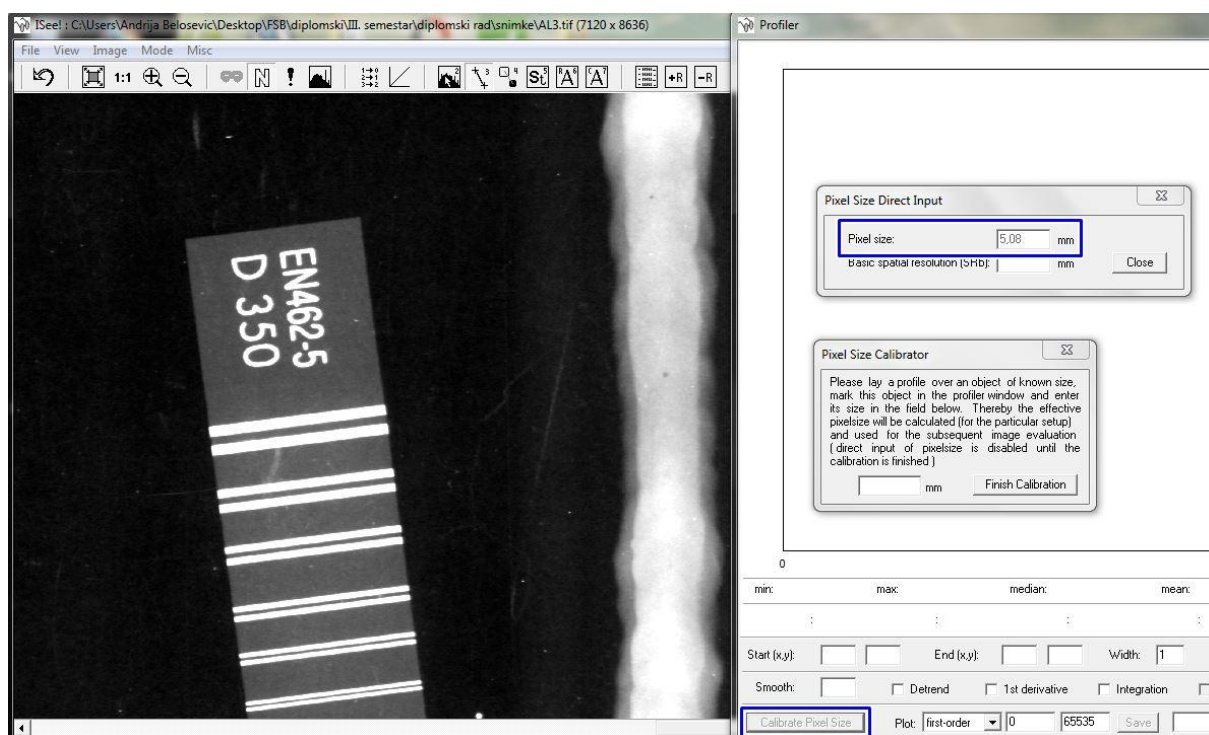 ISee! : C:\Users\Andrija Belosevic\Desktop\FSB\diplomski\III. semestar\diplomski rad\snimke\AL3.tif (7120 x 8636)
File View Image Mode Misc
1:1
EN462-5
D 350
Profiler
Pixel Size Direct Input
Pixel size: 5,08 mm
Basic spatial resolution (SRb): mm
Close
Pixel Size Calibrator
Please lay a profile over an object of known size,
mark this object in the profiler window and enter
its size in the field below. Thereby the effective
pixelsize will be calculated (for the particular setup)
and used for the subsequent image evaluation
( direct input of pixelsize is disabled until the
calibration is finished )
mm Finish Calibration
0
min: max: median: mean:
: : : :
Start (x,y): End (x,y): Width: 1
Smooth: Detrend 1st derivative Integration
Calibrate Pixel Size Plot: first-order 0 65535 Save